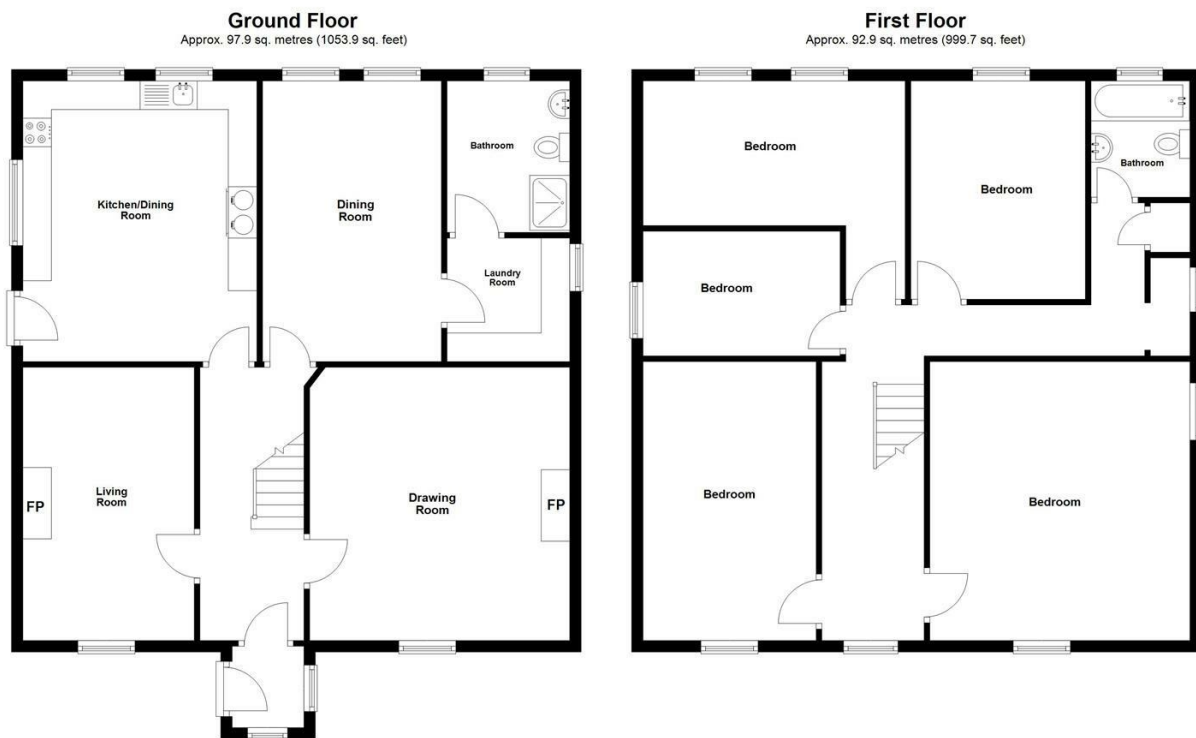 Ground Floor
Approx. 97.9 sq. metres (1053.9 sq. feet)
Kitchen/Dining
Room
Dining
Room
Bathroom
Laundry
Room
Living
Room
FP
Drawing
Room
FP
First Floor
Approx. 92.9 sq. metres (999.7 sq. feet)
Bedroom
Bedroom
Bathroom
Bedroom
Bedroom
Bedroom